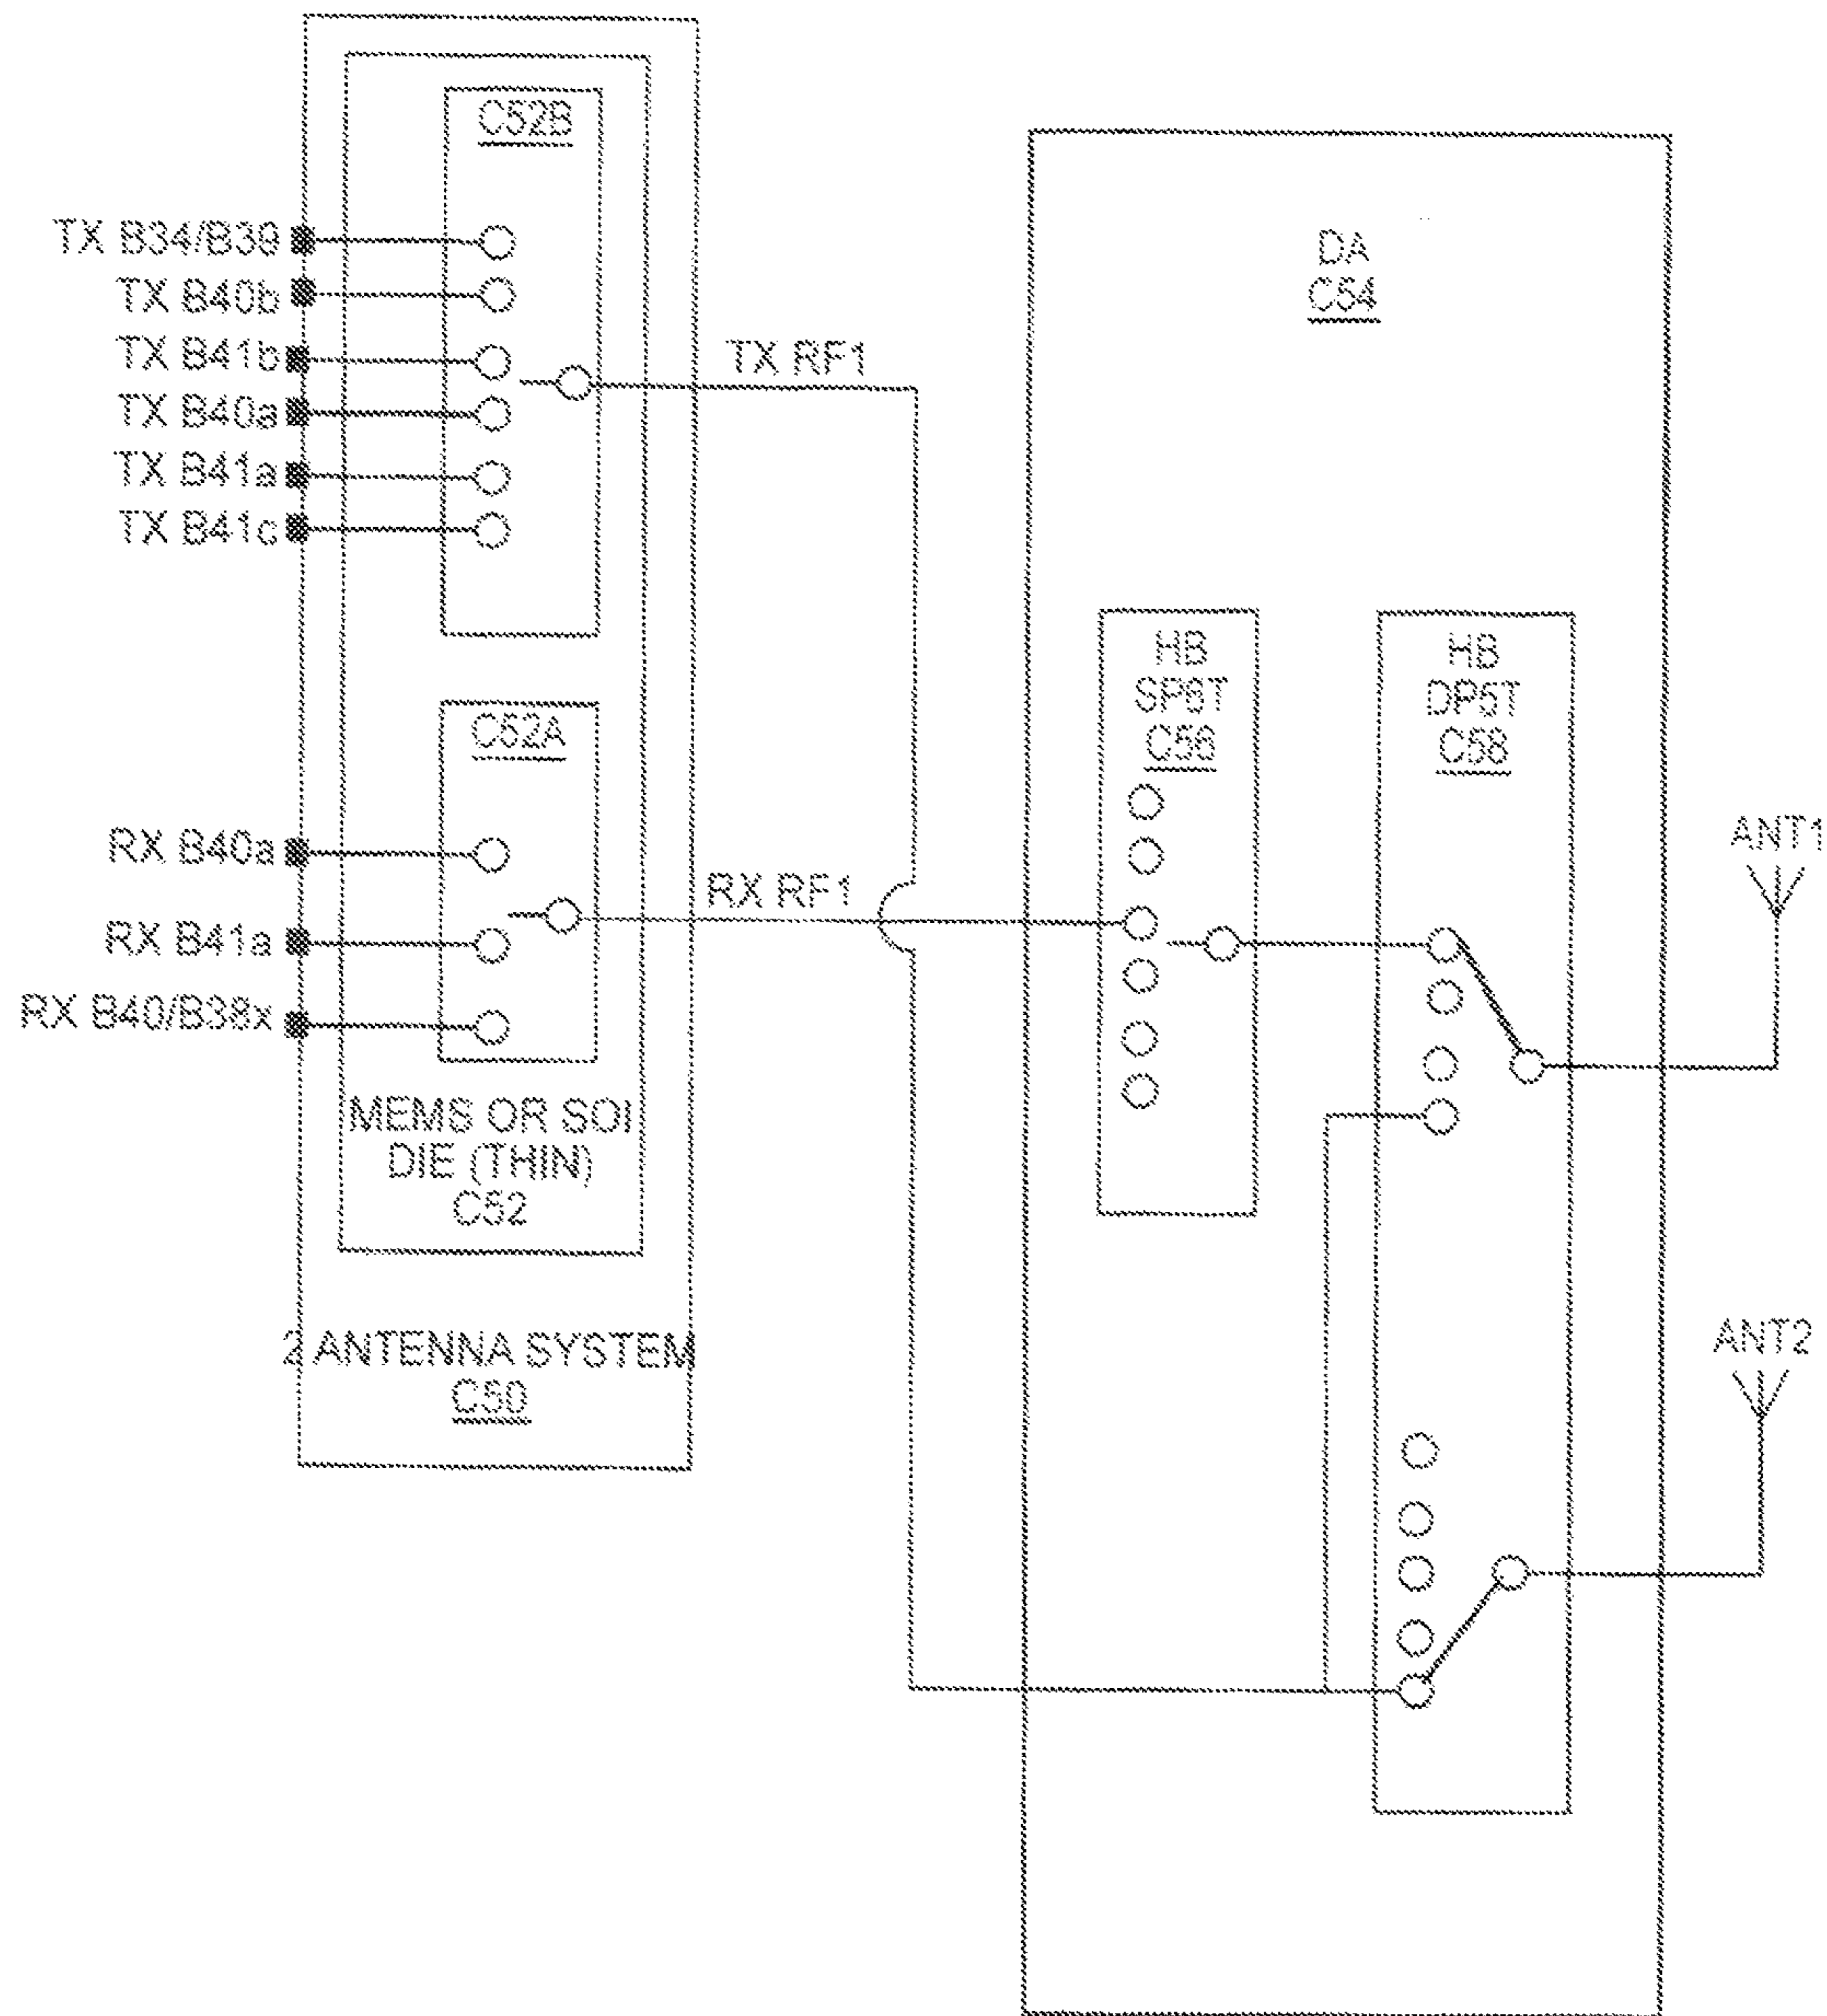 C52B
TX B34/B39
TX B40b
TX B41b
TX B40a
TX B41a
TX B41c
TX RF1
DA
C54
C52A
RX B40a
RX B41a
RX B40/B38x
RX RF1
MEMS OR SOI
DIE (THIN)
C52
2 ANTENNA SYSTEM
C50
HB
SP6T
C56
HB
DP5T
C58
ANT1
ANT2